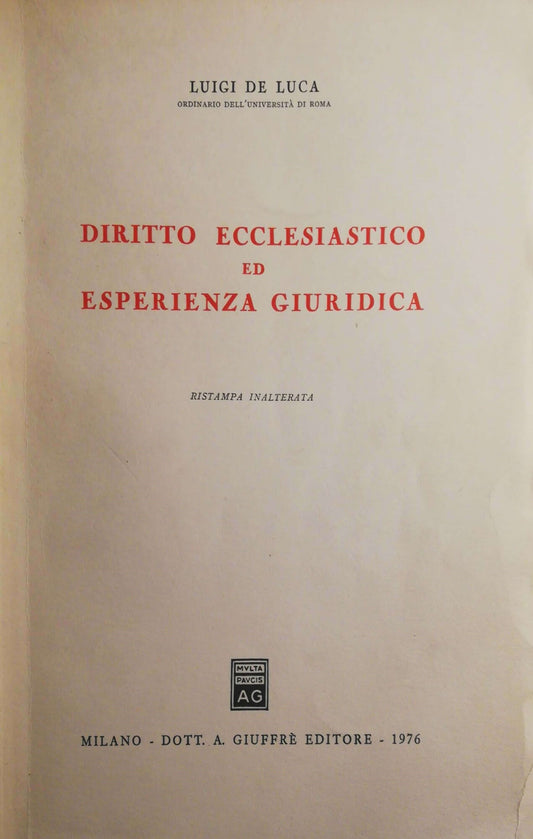 LUIGI DE LUCA
ORDINARIO DELL'UNIVERSITÀ DI ROMA
DIRITTO ECCLESIASTICO
ED
ESPERIENZA GIURIDICA
RISTAMPA INALTERATA
MVLTA
PAVCIS
AG
MILANO - DOTT. A. GIUFFRÈ EDITORE - 1976